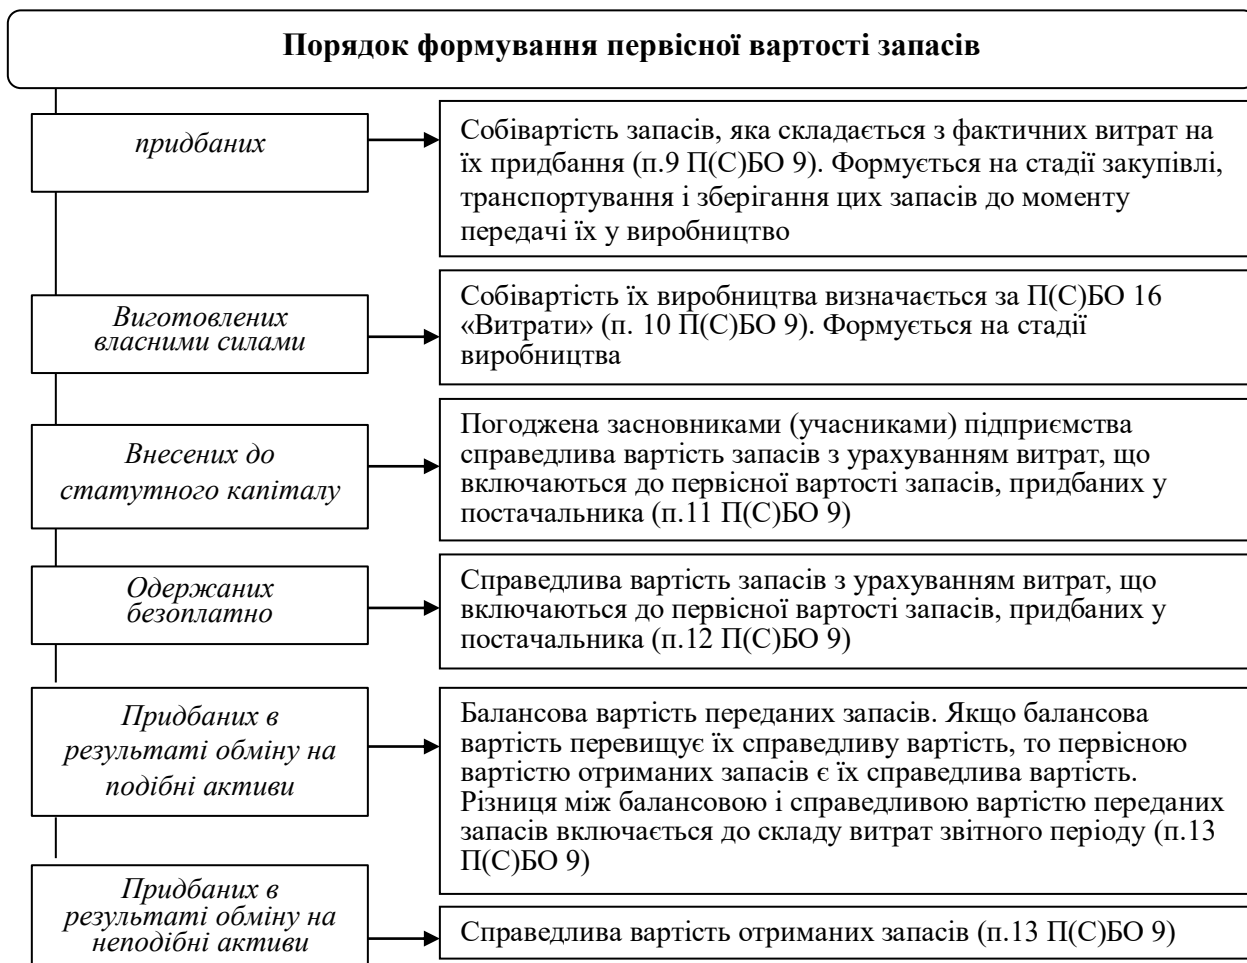 Порядок формування первісної вартості запасів
придбаних
Собівартість запасів, яка складається з фактичних витрат на
їх придбання (п.9 П(С)БО 9). Формується на стадії закупівлі,
транспортування і зберігання цих запасів до моменту
передачі їх у виробництво
Виготовлених
власними силами
Собівартість їх виробництва визначається за П(С)БО 16
«Витрати» (п. 10 П(С)БО 9). Формується на стадії
виробництва
Внесених до
статутного капіталу
Погоджена засновниками (учасниками) підприємства
справедлива вартість запасів з урахуванням витрат, що
включаються до первісної вартості запасів, придбаних у
постачальника (п.11 П(С)БО 9)
Одержаних
безоплатно
Справедлива вартість запасів з урахуванням витрат, що
включаються до первісної вартості запасів, придбаних у
постачальника (п.12 П(С)БО 9)
Придбаних в
результаті обміну на
подібні активи
Балансова вартість переданих запасів. Якщо балансова
вартість перевищує їх справедливу вартість, то первісною
вартістю отриманих запасів є їх справедлива вартість.
Різниця між балансовою і справедливою вартістю переданих
запасів включається до складу витрат звітного періоду (п.13
П(С)БО 9)
Придбаних в
результаті обміну на
неподібні активи
Справедлива вартість отриманих запасів (п.13 П(С)БО 9)